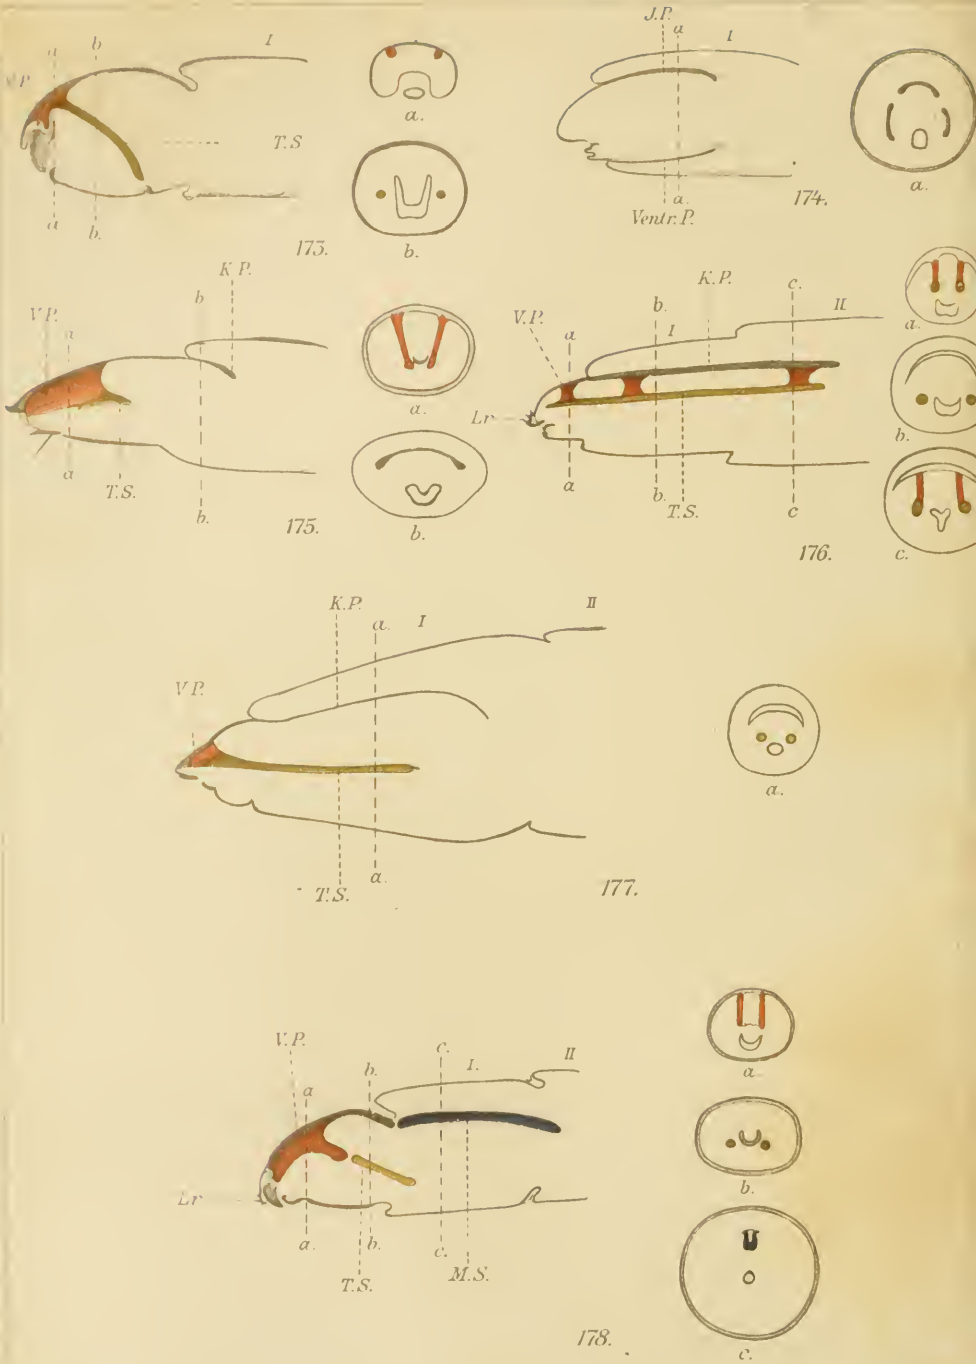 a b I
V.P.
T.S
a b.
173.
a.
b.
J.P.
a I
a.
Ventr.P.
174.
a.
K.P.
b
V.P. a
a T.S. b.
175.
a.
b.
K.P. c.
b. II
V.P. a I
Lr
a b. c
T.S.
176.
a.
b.
c.
K.P. a. I II
V.P.
a.
T.S.
177.
a.
V.P. c. II
a b. I.
Lr
a. b. c.
T.S. M.S.
178.
a
b.
c.